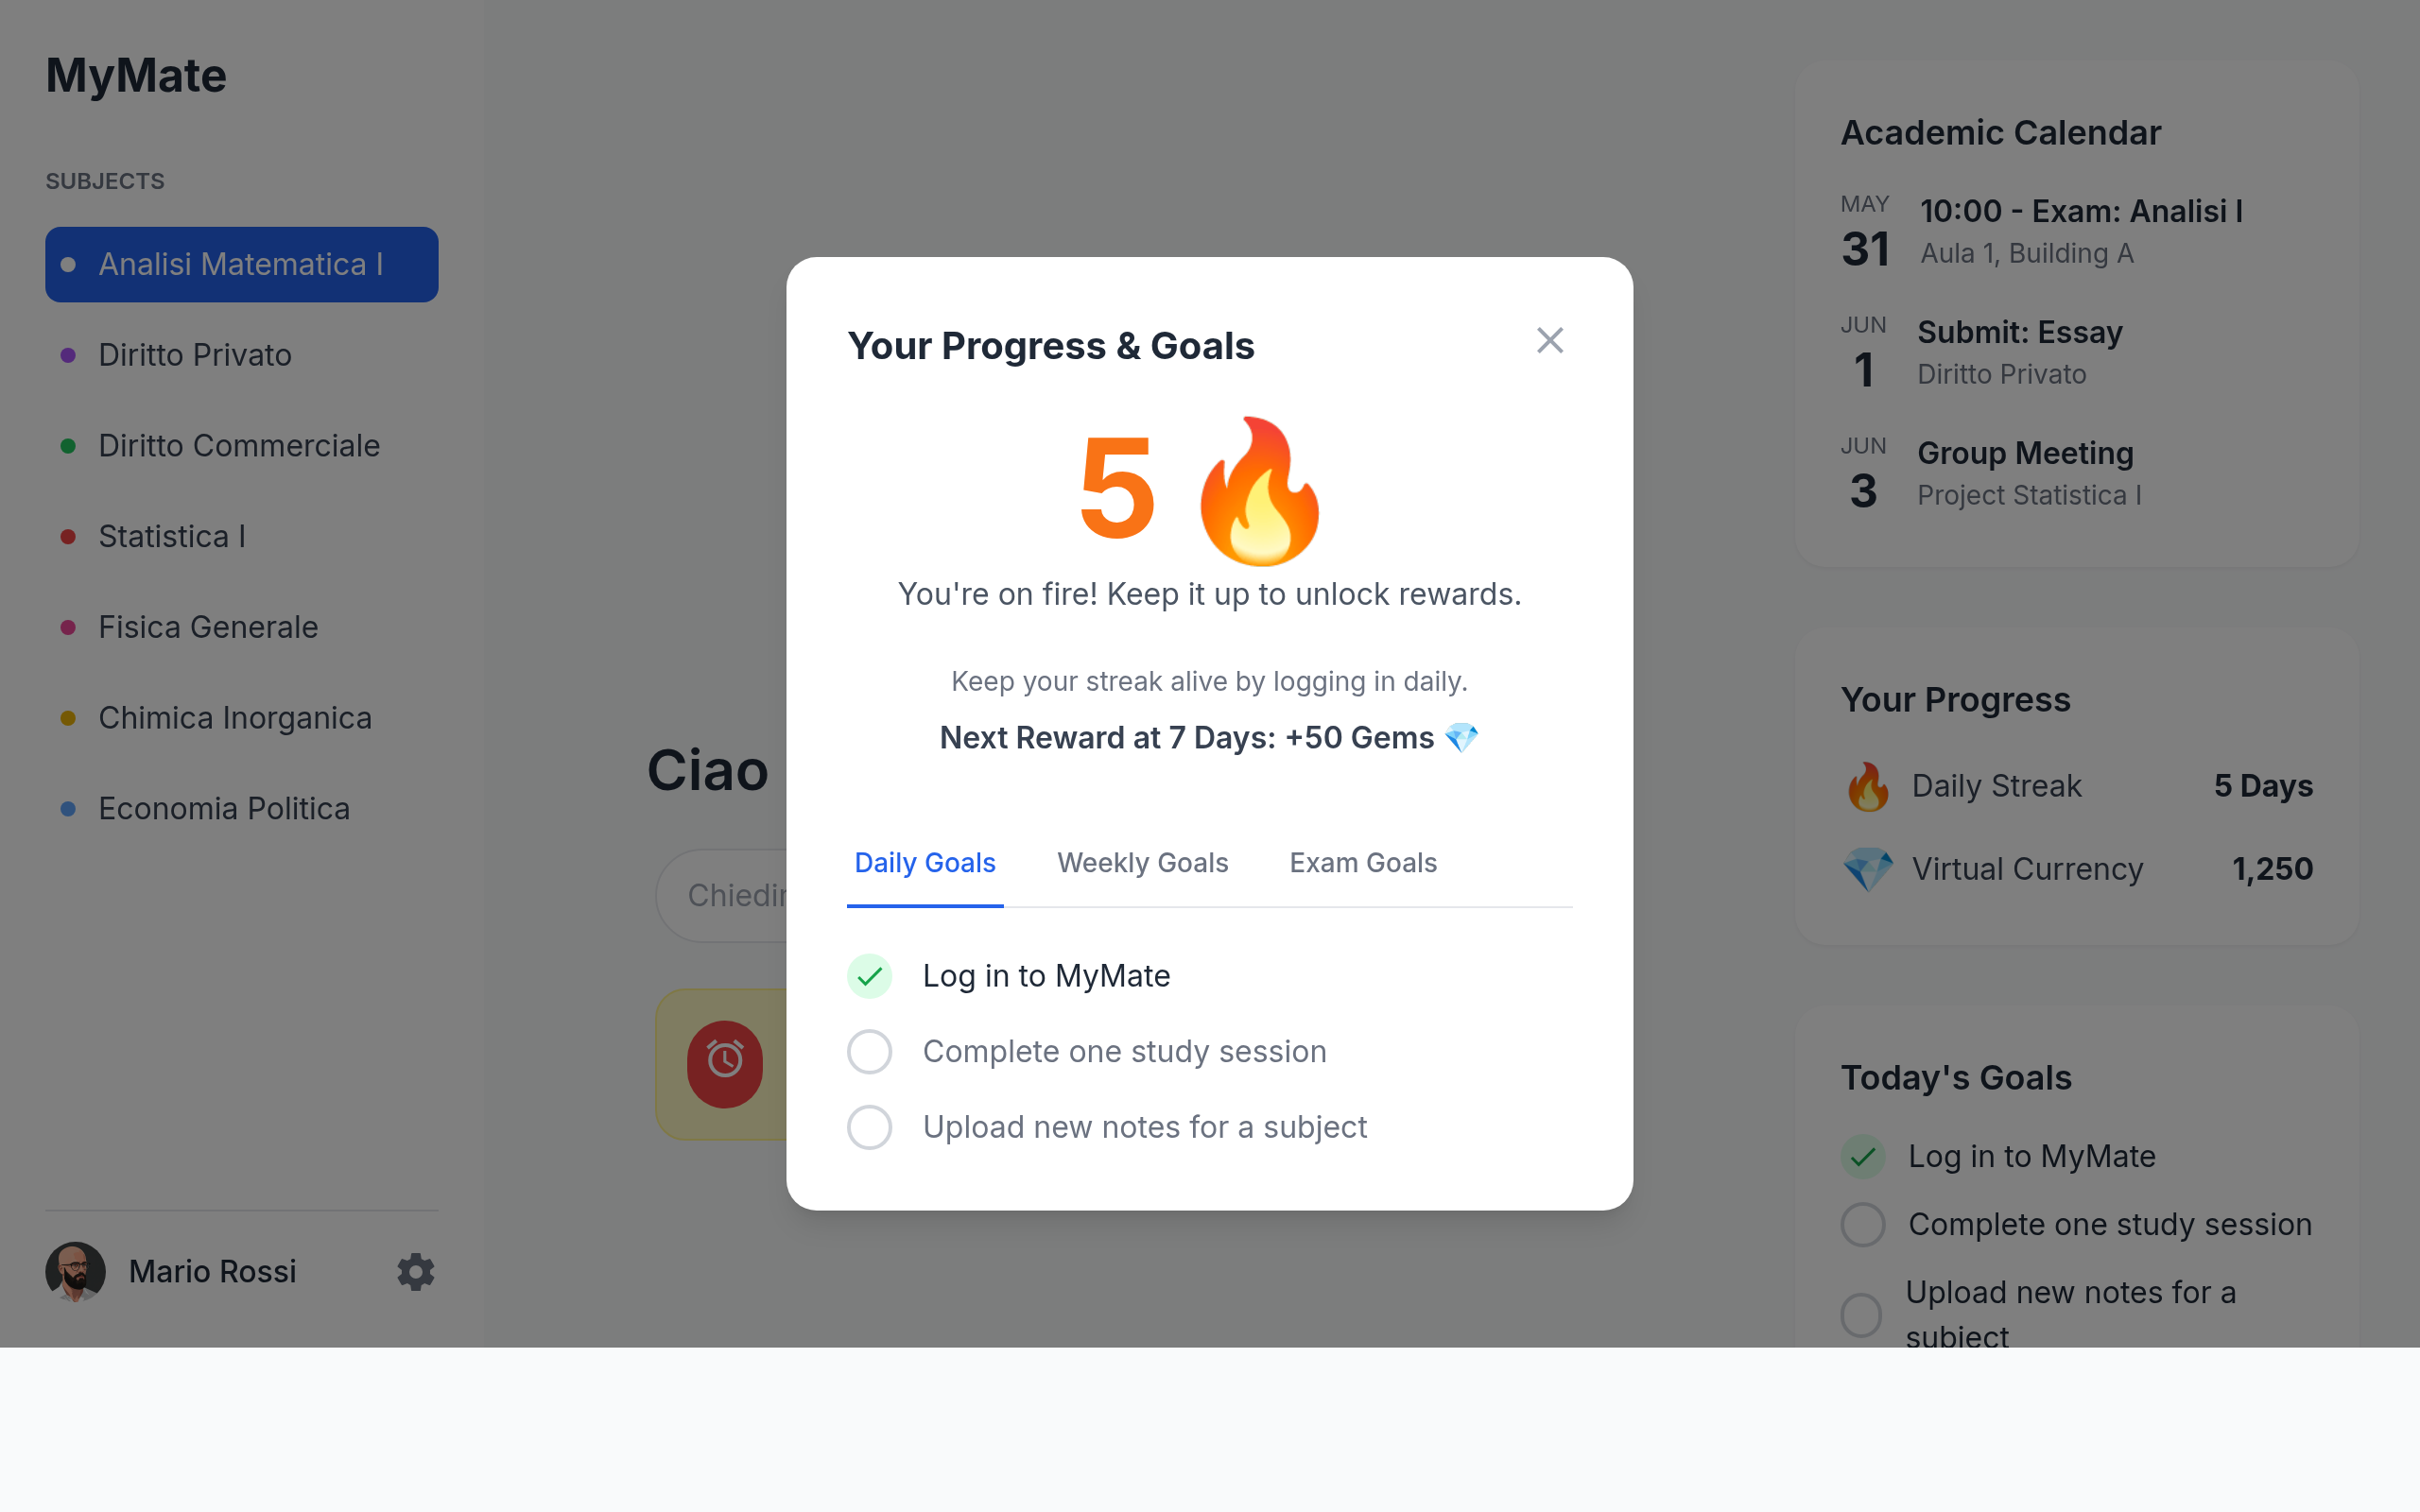 MyMate
SUBJECTS
Analisi Matematica I
Diritto Privato
Diritto Commerciale
Statistica I
Fisica Generale
Chimica Inorganica
Economia Politica
Mario Rossi
Ciao
Your Progress & Goals
5 🔥
You're on fire! Keep it up to unlock rewards.
Keep your streak alive by logging in daily.
Next Reward at 7 Days: +50 Gems 💎
Daily Goals Weekly Goals Exam Goals
Log in to MyMate
Complete one study session
Upload new notes for a subject
Academic Calendar
MAY
31
10:00 - Exam: Analisi I
Aula 1, Building A
JUN
1
Submit: Essay
Diritto Privato
JUN
3
Group Meeting
Project Statistica I
Your Progress
🔥 Daily Streak 5 Days
💎 Virtual Currency 1,250
Today's Goals
Log in to MyMate
Complete one study session
Upload new notes for a
subject